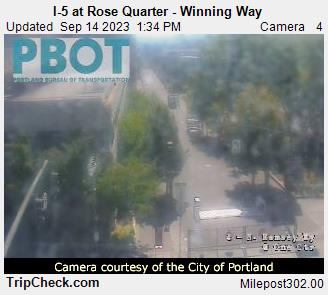 I-5 at Rose Quarter - Winning Way
Updated Sep 14 2023 1:34 PM Camera 4
PBOT
PORTLAND BUREAU OF TRANSPORTATION
Camera courtesy of the City of Portland
TripCheck.com Milepost302.00